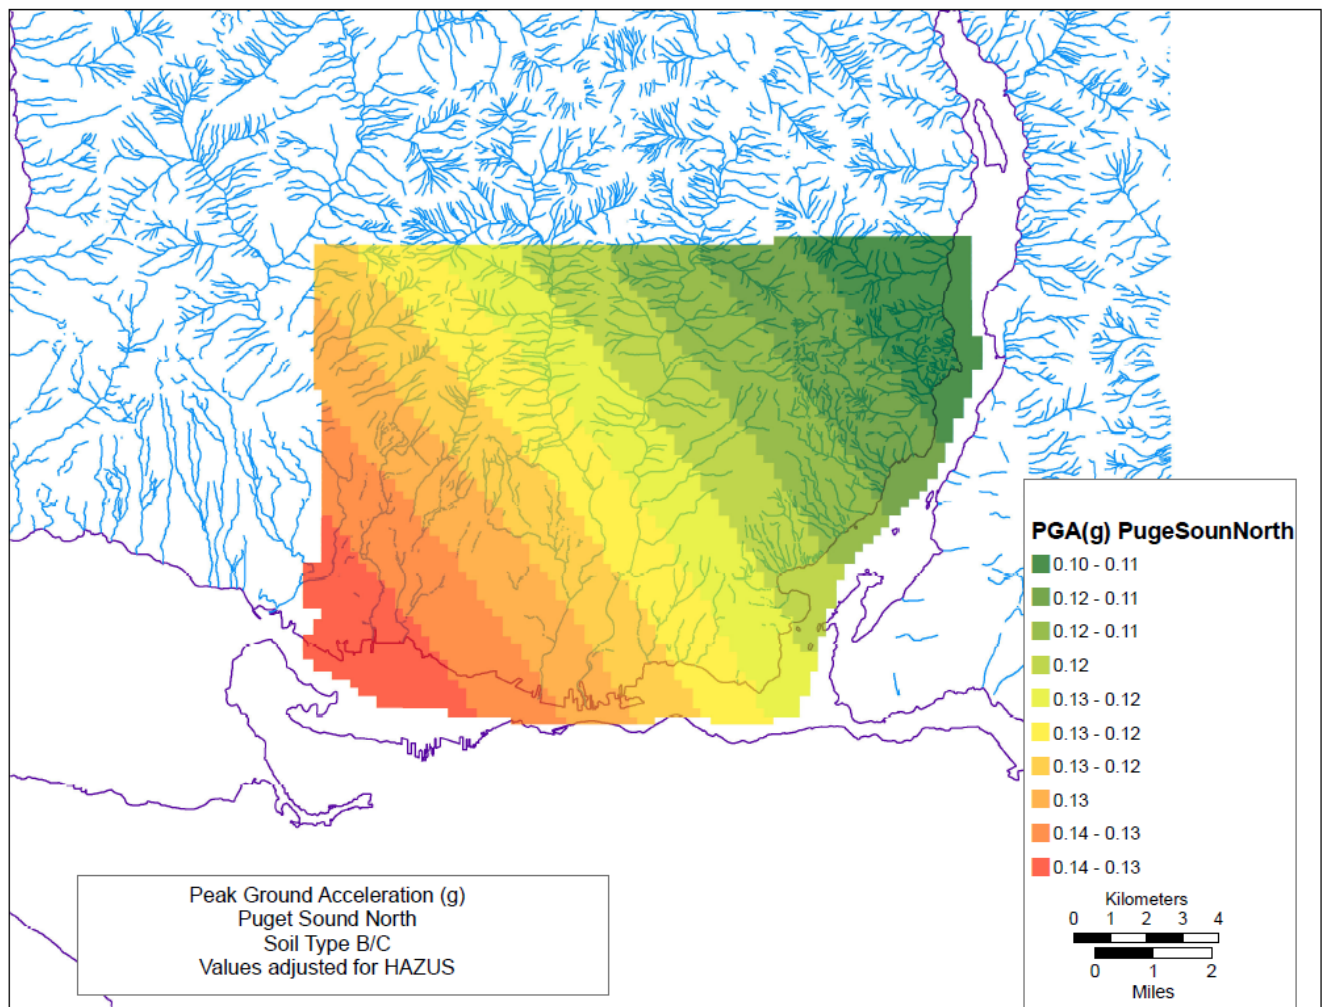 PGA(g) PugeSounNorth
0.10 - 0.11
0.12 - 0.11
0.12 - 0.11
0.12
0.13 - 0.12
0.13 - 0.12
0.13 - 0.12
0.13
0.14 - 0.13
0.14 - 0.13
Kilometers
0 1 2 3 4
0 1 2
Miles
Peak Ground Acceleration (g)
Puget Sound North
Soil Type B/C
Values adjusted for HAZUS